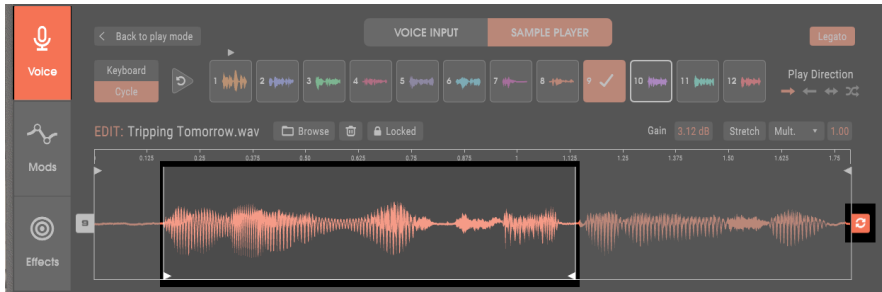 Voice
Mods
Effects
Back to play mode
VOICE INPUT
SAMPLE PLAYER
Legato
Keyboard
Cycle
1
2
3
4
5
6
7
8
9
10
11
12
Play Direction
EDIT: Tripping Tomorrow.wav
Browse
Locked
Gain 3.12 dB
Stretch
Mult.
1.00
0.125 0.25 0.375 0.50 0.625 0.75 0.875 1 1.125 1.25 1.375 1.50 1.625 1.75